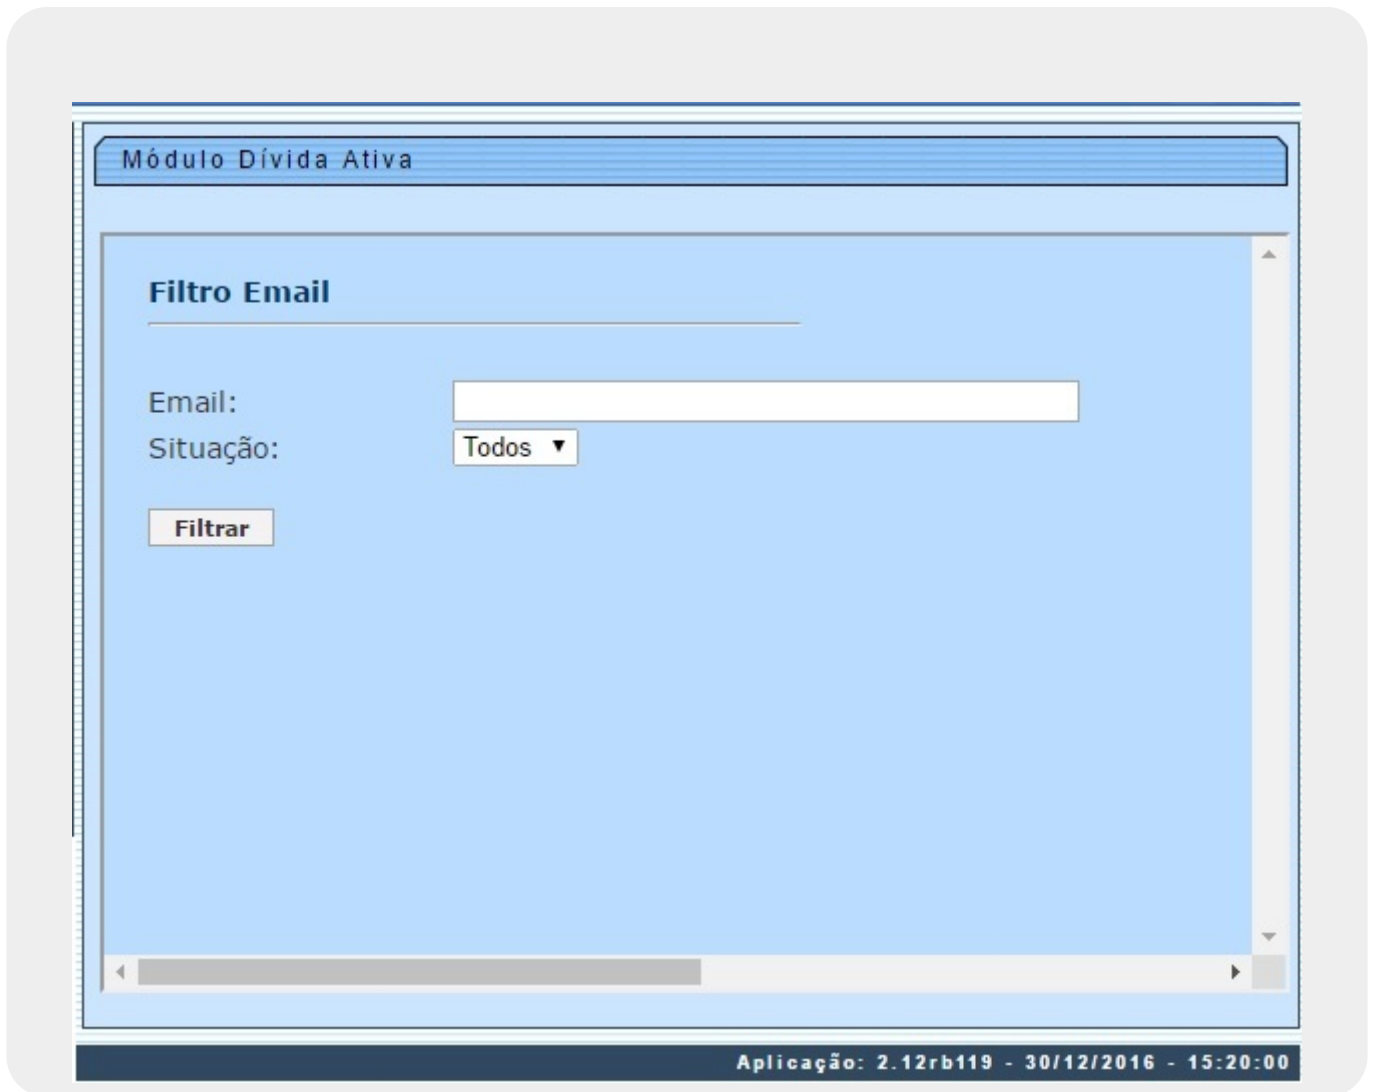 Módulo Dívida Ativa
Filtro Email
Email:
Situação: Todos
Filtrar
Aplicação: 2.12rb119 - 30/12/2016 - 15:20:00